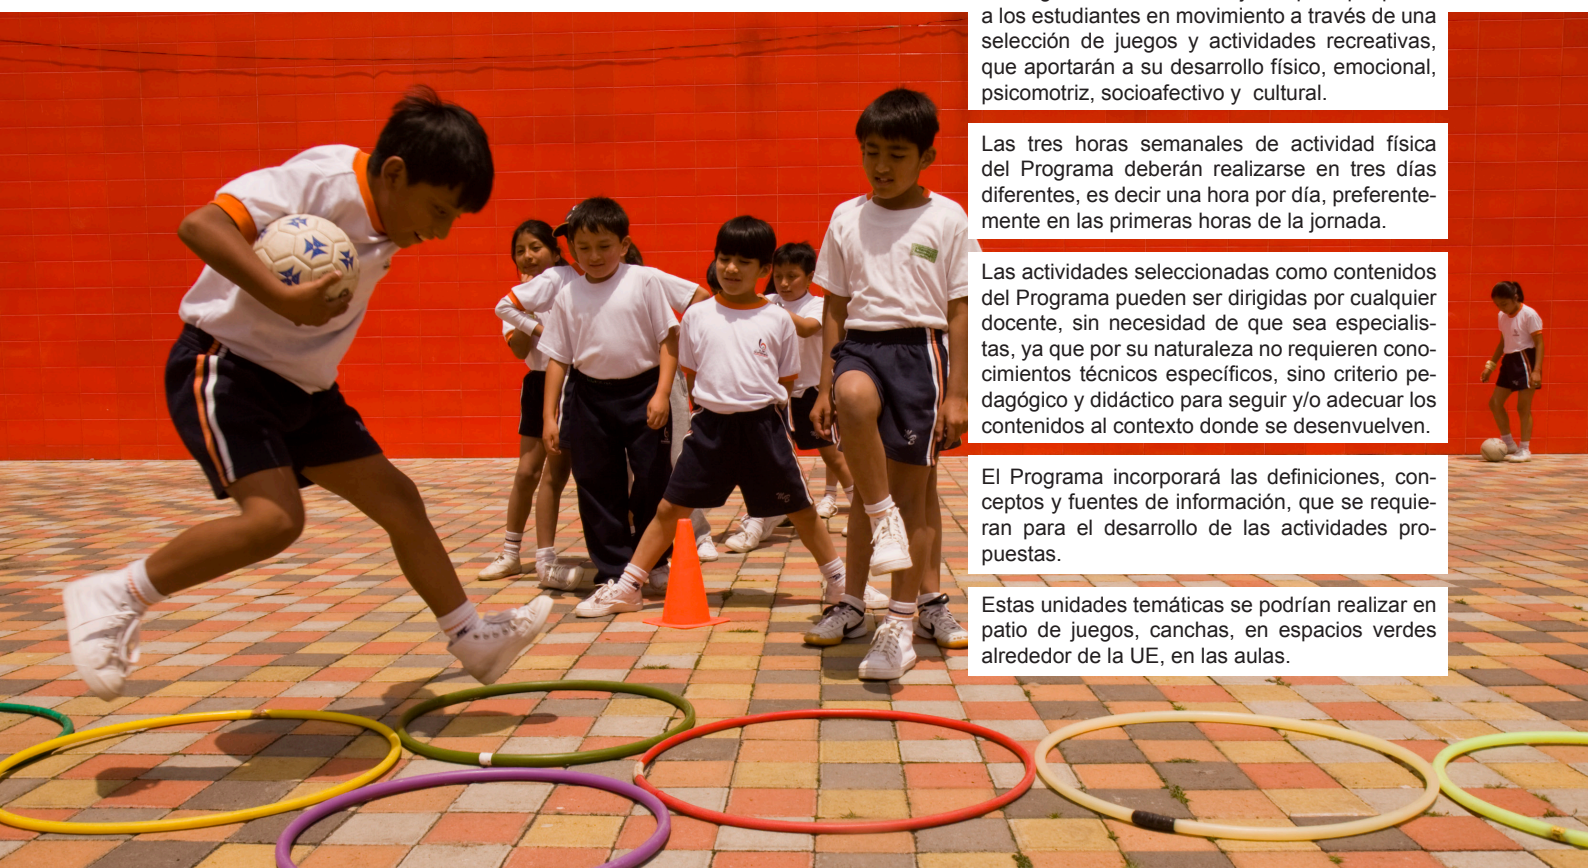 a los estudiantes en movimiento a través de una
selección de juegos y actividades recreativas,
que aportarán a su desarrollo físico, emocional,
psicomotriz, socioafectivo y cultural.
Las tres horas semanales de actividad física
del Programa deberán realizarse en tres días
diferentes, es decir una hora por día, preferente-
mente en las primeras horas de la jornada.
Las actividades seleccionadas como contenidos
del Programa pueden ser dirigidas por cualquier
docente, sin necesidad de que sea especialis-
tas, ya que por su naturaleza no requieren cono-
cimientos técnicos específicos, sino criterio pe-
dagógico y didáctico para seguir y/o adecuar los
contenidos al contexto donde se desenvuelven.
El Programa incorporará las definiciones, con-
ceptos y fuentes de información, que se requie-
ran para el desarrollo de las actividades pro-
puestas.
Estas unidades temáticas se podrían realizar en
patio de juegos, canchas, en espacios verdes
alrededor de la UE, en las aulas.